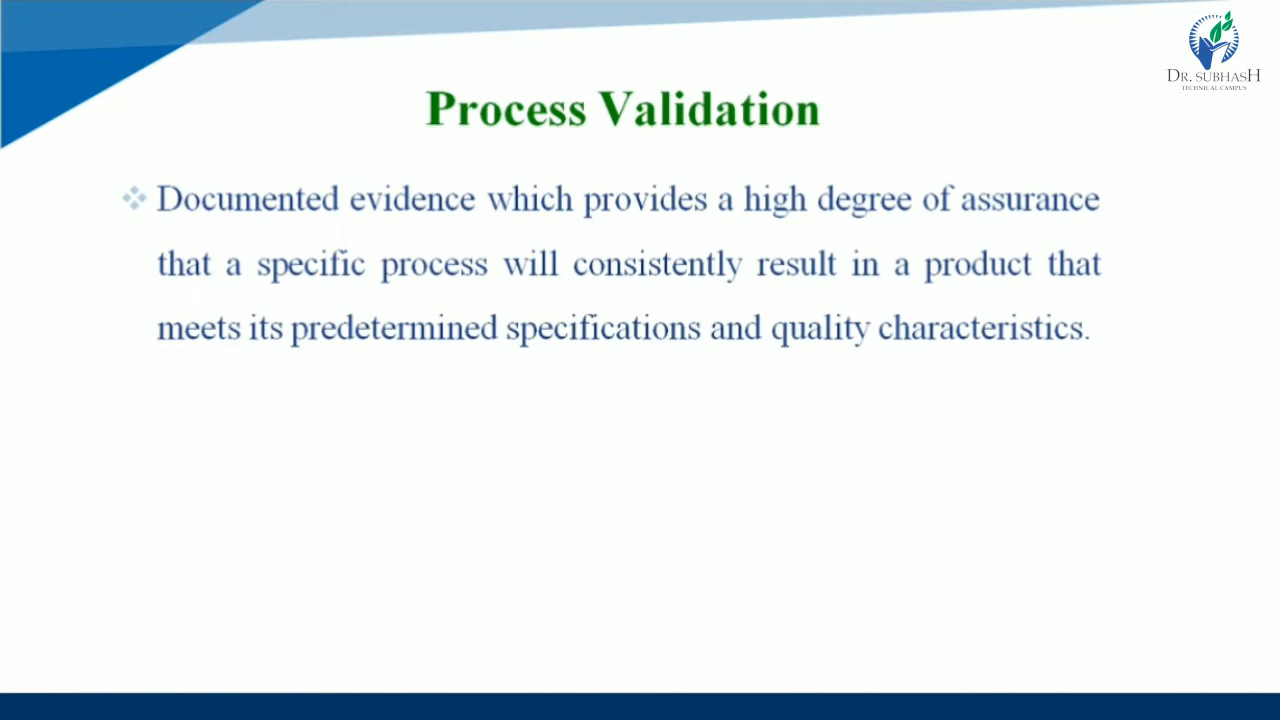 DR. SUBHASH
TECHNICAL CAMPUS
Process Validation
Documented evidence which provides a high degree of assurance
that a specific process will consistently result in a product that
meets its predetermined specifications and quality characteristics.